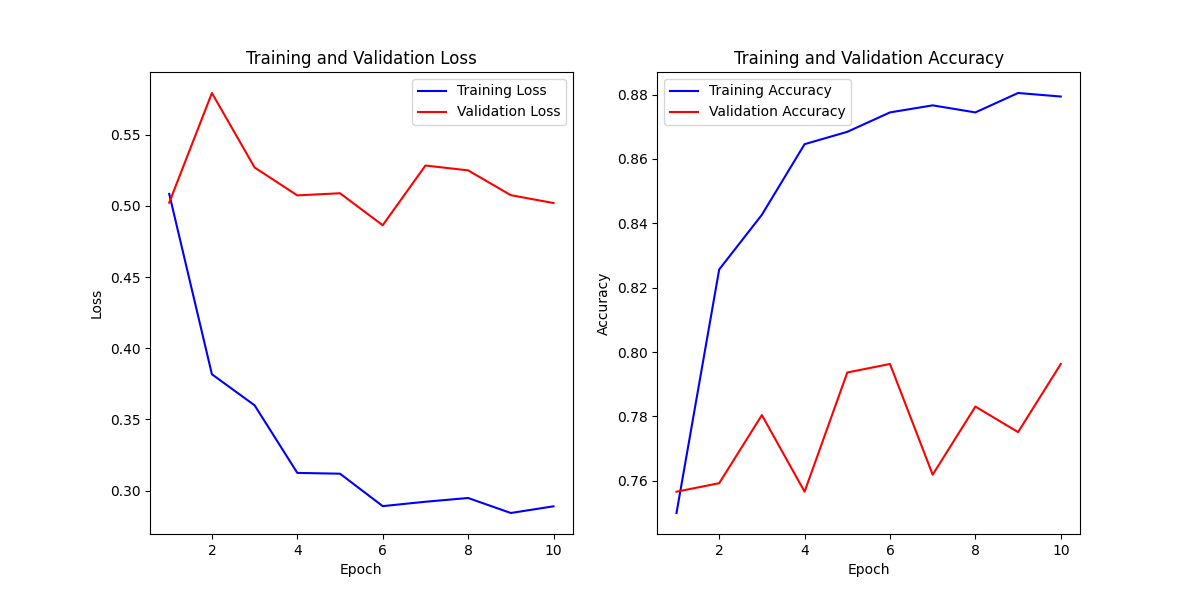 Training and Validation Loss
Training Loss
Validation Loss
0.55
0.50
0.45
0.40
0.35
0.30
Loss
2 4 6 8 10
Epoch
Training and Validation Accuracy
Training Accuracy
Validation Accuracy
0.88
0.86
0.84
0.82
0.80
0.78
0.76
Accuracy
2 4 6 8 10
Epoch